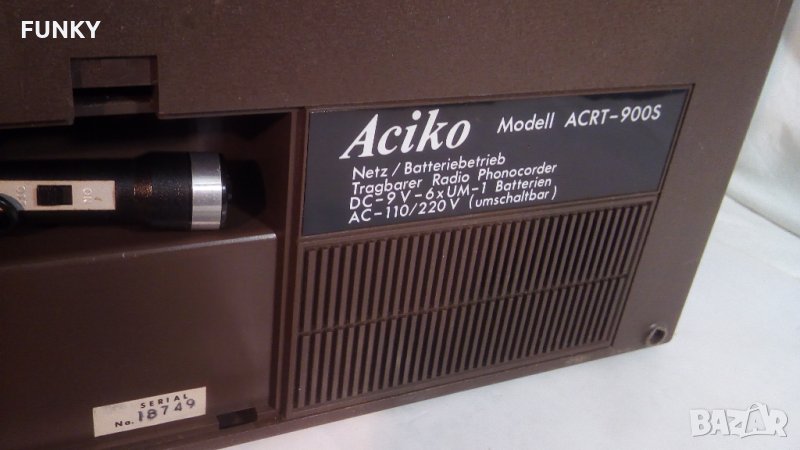 FUNKY
Aciko Modell ACRT-900S
Netz/Batteriebetrieb
Tragbarer Radio Phonocorder
DC-9V-6xUM-1 Batterien
AC-110/220V (umschaltbar)
SERIAL
No. 18749
BAZAR